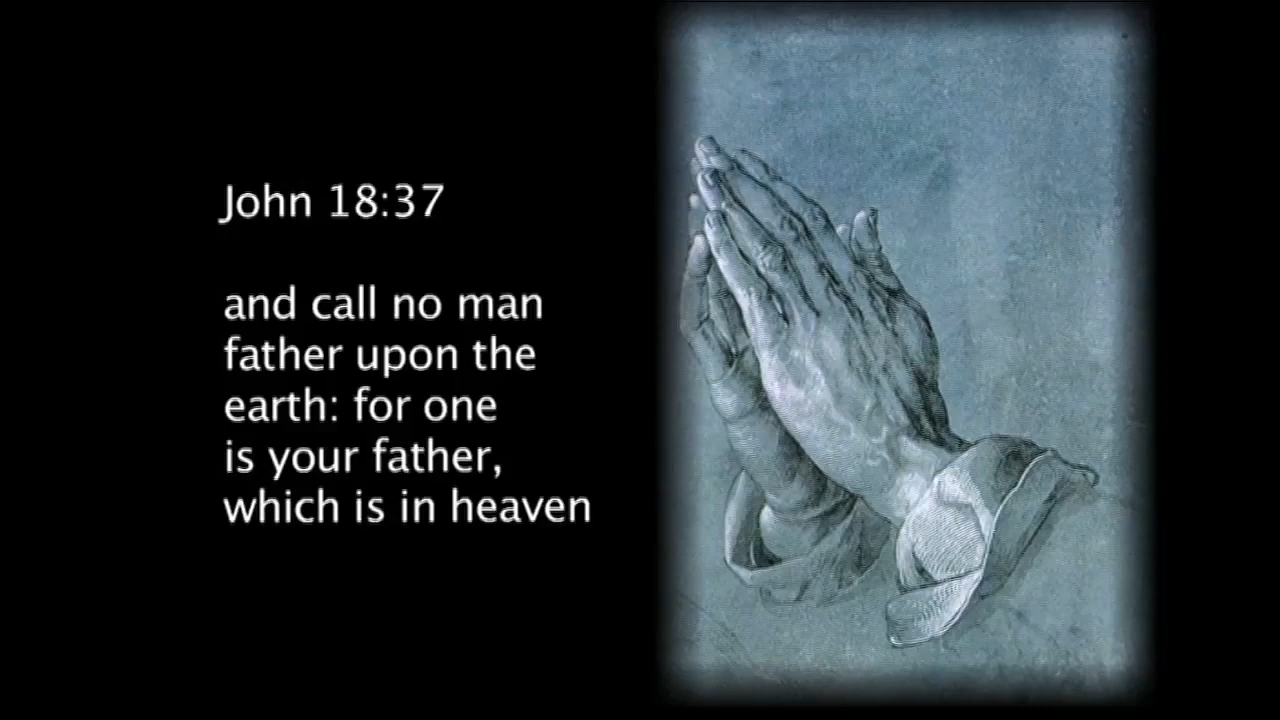 John 18:37
and call no man
father upon the
earth: for one
is your father,
which is in heaven